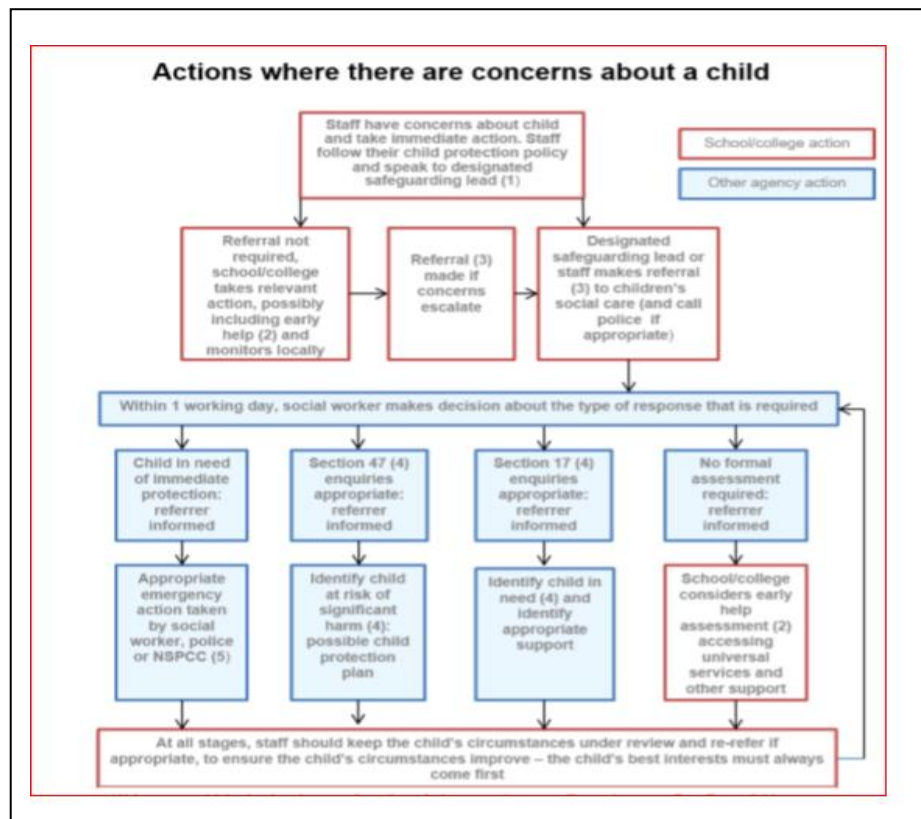 Actions where there are concerns about a child
Staff have concerns about child
and take immediate action. Staff
follow their child protection policy
and speak to designated
safeguarding lead (1)
School/college action
Other agency action
Referral not
required,
school/college
takes relevant
action, possibly
including early
help (2) and
monitors locally
Referral (3)
made if
concerns
escalate
Designated
safeguarding lead or
staff makes referral
(3) to children's
social care (and call
police if
appropriate)
Within 1 working day, social worker makes decision about the type of response that is required
Child in need
of immediate
protection:
referrer
informed
Section 47 (4)
enquiries
appropriate:
referrer
informed
Section 17 (4)
enquiries
appropriate:
referrer
informed
No formal
assessment
required:
referrer
informed
Appropriate
emergency
action taken
by social
worker, police
or NSPCC (5)
Identify child
at risk of
significant
harm (4):
possible child
protection
plan
Identify child in
need (4) and
identify
appropriate
support
School/college
considers early
help
assessment (2)
accessing
universal
services and
other support
At all stages, staff should keep the child's circumstances under review and re-refer if
appropriate, to ensure the child's circumstances improve – the child's best interests must always
come first